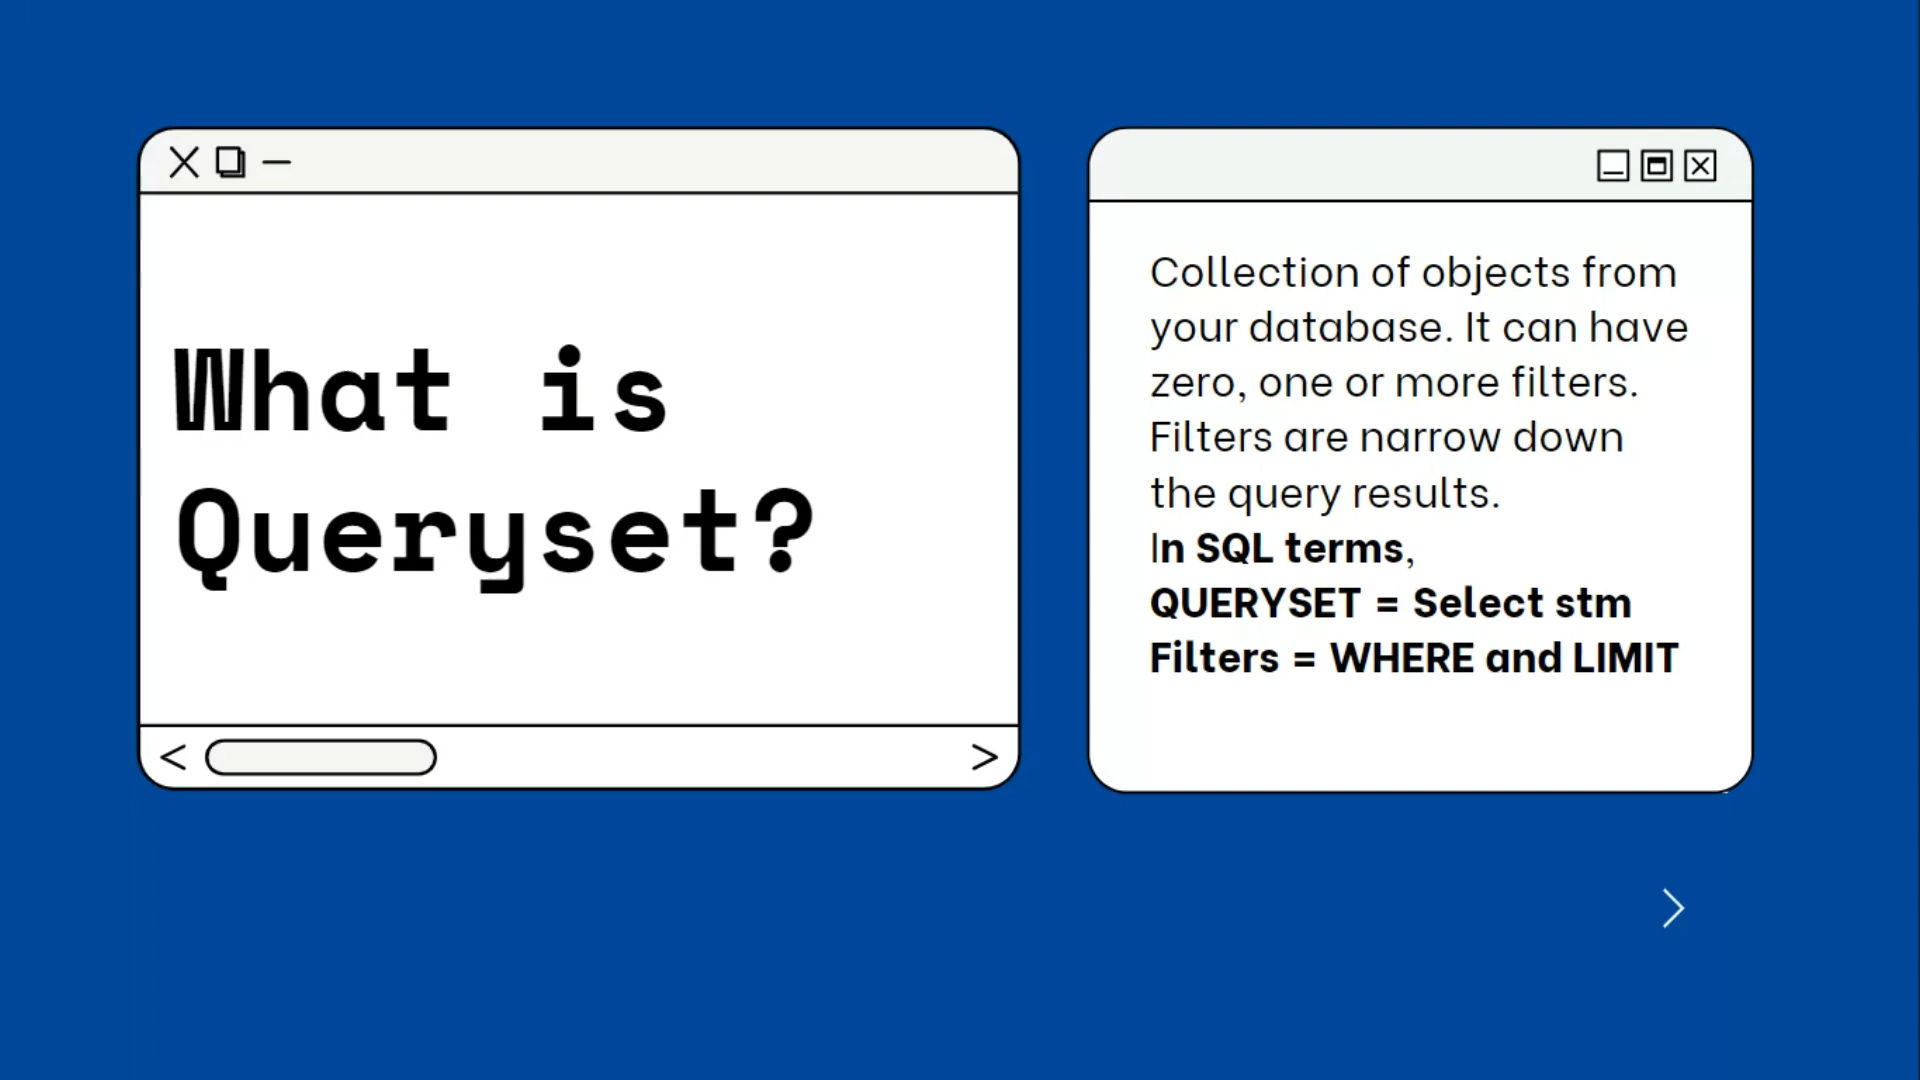 What is
Queryset?
Collection of objects from
your database. It can have
zero, one or more filters.
Filters are narrow down
the query results.
In SQL terms,
QUERYSET = Select stm
Filters = WHERE and LIMIT